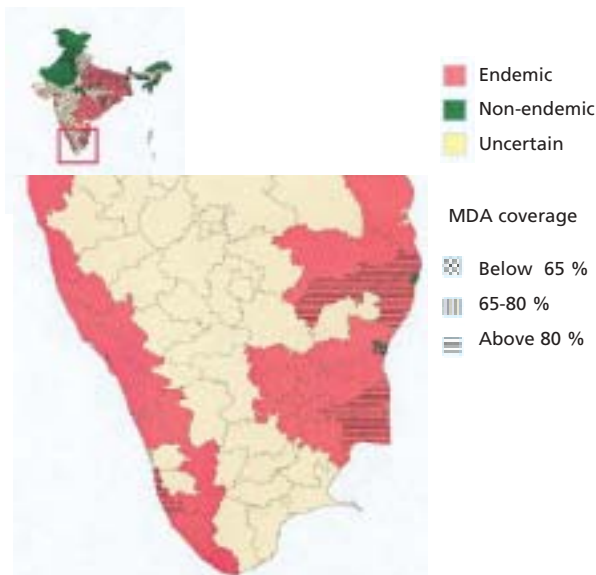 Endemic
Non-endemic
Uncertain
MDA coverage
Below 65 %
65-80 %
Above 80 %